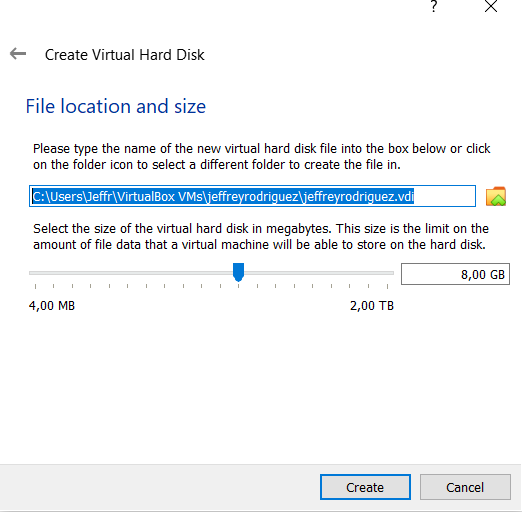 ?
Create Virtual Hard Disk
File location and size
Please type the name of the new virtual hard disk file into the box below or click
on the folder icon to select a different folder to create the file in.
C:\Users\Jeffr\VirtualBox VMs\jeffreyrodriguez\jeffreyrodriguez.vdi
Select the size of the virtual hard disk in megabytes. This size is the limit on the
amount of file data that a virtual machine will be able to store on the hard disk.
8,00 GB
4,00 MB 2,00 TB
Create Cancel